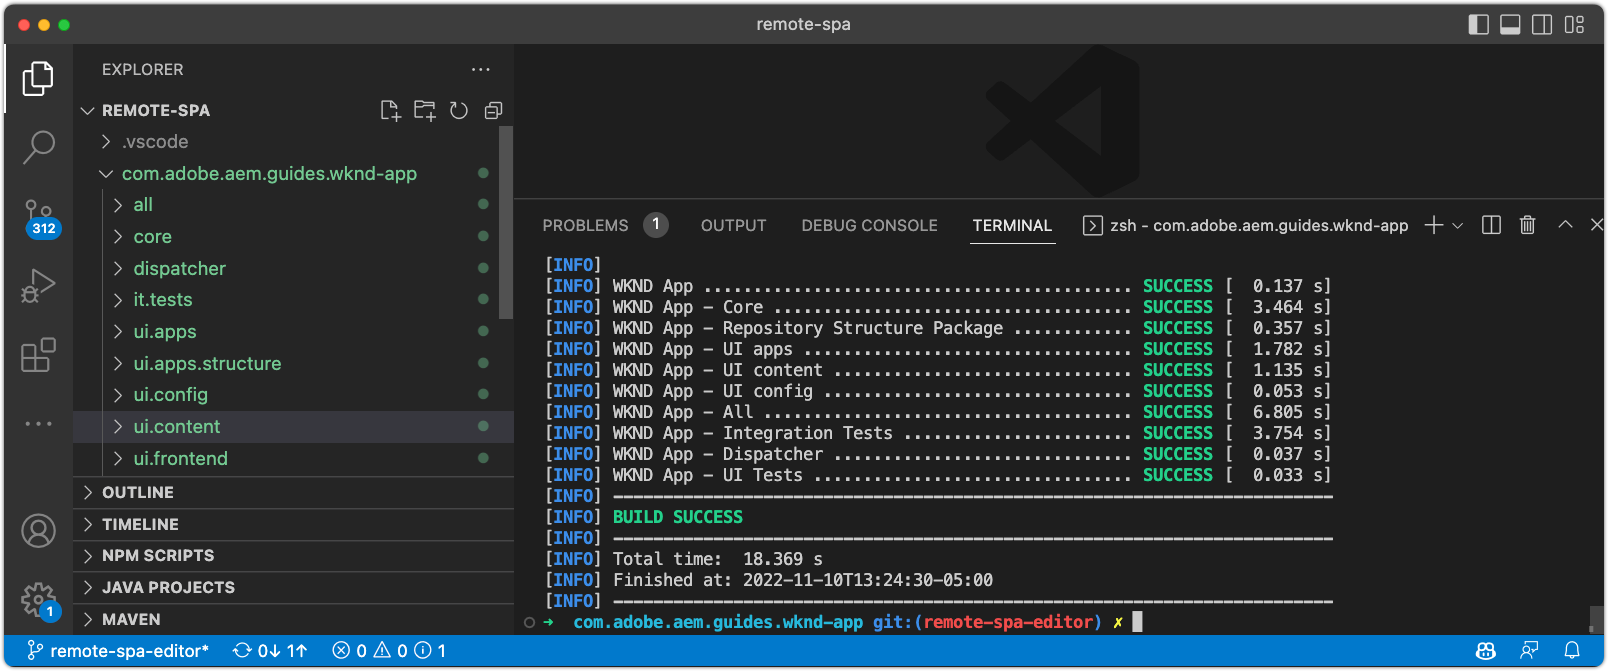 remote-spa
EXPLORER
REMOTE-SPA
.vscode
com.adobe.aem.guides.wknd-app
all
core
dispatcher
it.tests
ui.apps
ui.apps.structure
ui.config
ui.content
ui.frontend
OUTLINE
TIMELINE
NPM SCRIPTS
JAVA PROJECTS
MAVEN
312
1
PROBLEMS 1 OUTPUT DEBUG CONSOLE TERMINAL zsh - com.adobe.aem.guides.wknd-app
[INFO]
[INFO] WKND App ........................................... SUCCESS [  0.137 s]
[INFO] WKND App - Core .................................... SUCCESS [  3.464 s]
[INFO] WKND App - Repository Structure Package ............ SUCCESS [  0.357 s]
[INFO] WKND App - UI apps ................................. SUCCESS [  1.782 s]
[INFO] WKND App - UI content .............................. SUCCESS [  1.135 s]
[INFO] WKND App - UI config ............................... SUCCESS [  0.053 s]
[INFO] WKND App - All ..................................... SUCCESS [  6.805 s]
[INFO] WKND App - Integration Tests ....................... SUCCESS [  3.754 s]
[INFO] WKND App - Dispatcher .............................. SUCCESS [  0.037 s]
[INFO] WKND App - UI Tests ................................ SUCCESS [  0.033 s]
[INFO] ------------------------------------------------------------------------
[INFO] BUILD SUCCESS
[INFO] ------------------------------------------------------------------------
[INFO] Total time:  18.369 s
[INFO] Finished at: 2022-11-10T13:24:30-05:00
[INFO] ------------------------------------------------------------------------
➜  com.adobe.aem.guides.wknd-app git:(remote-spa-editor) ✗
remote-spa-editor* 0↓ 1↑ 0 0 1